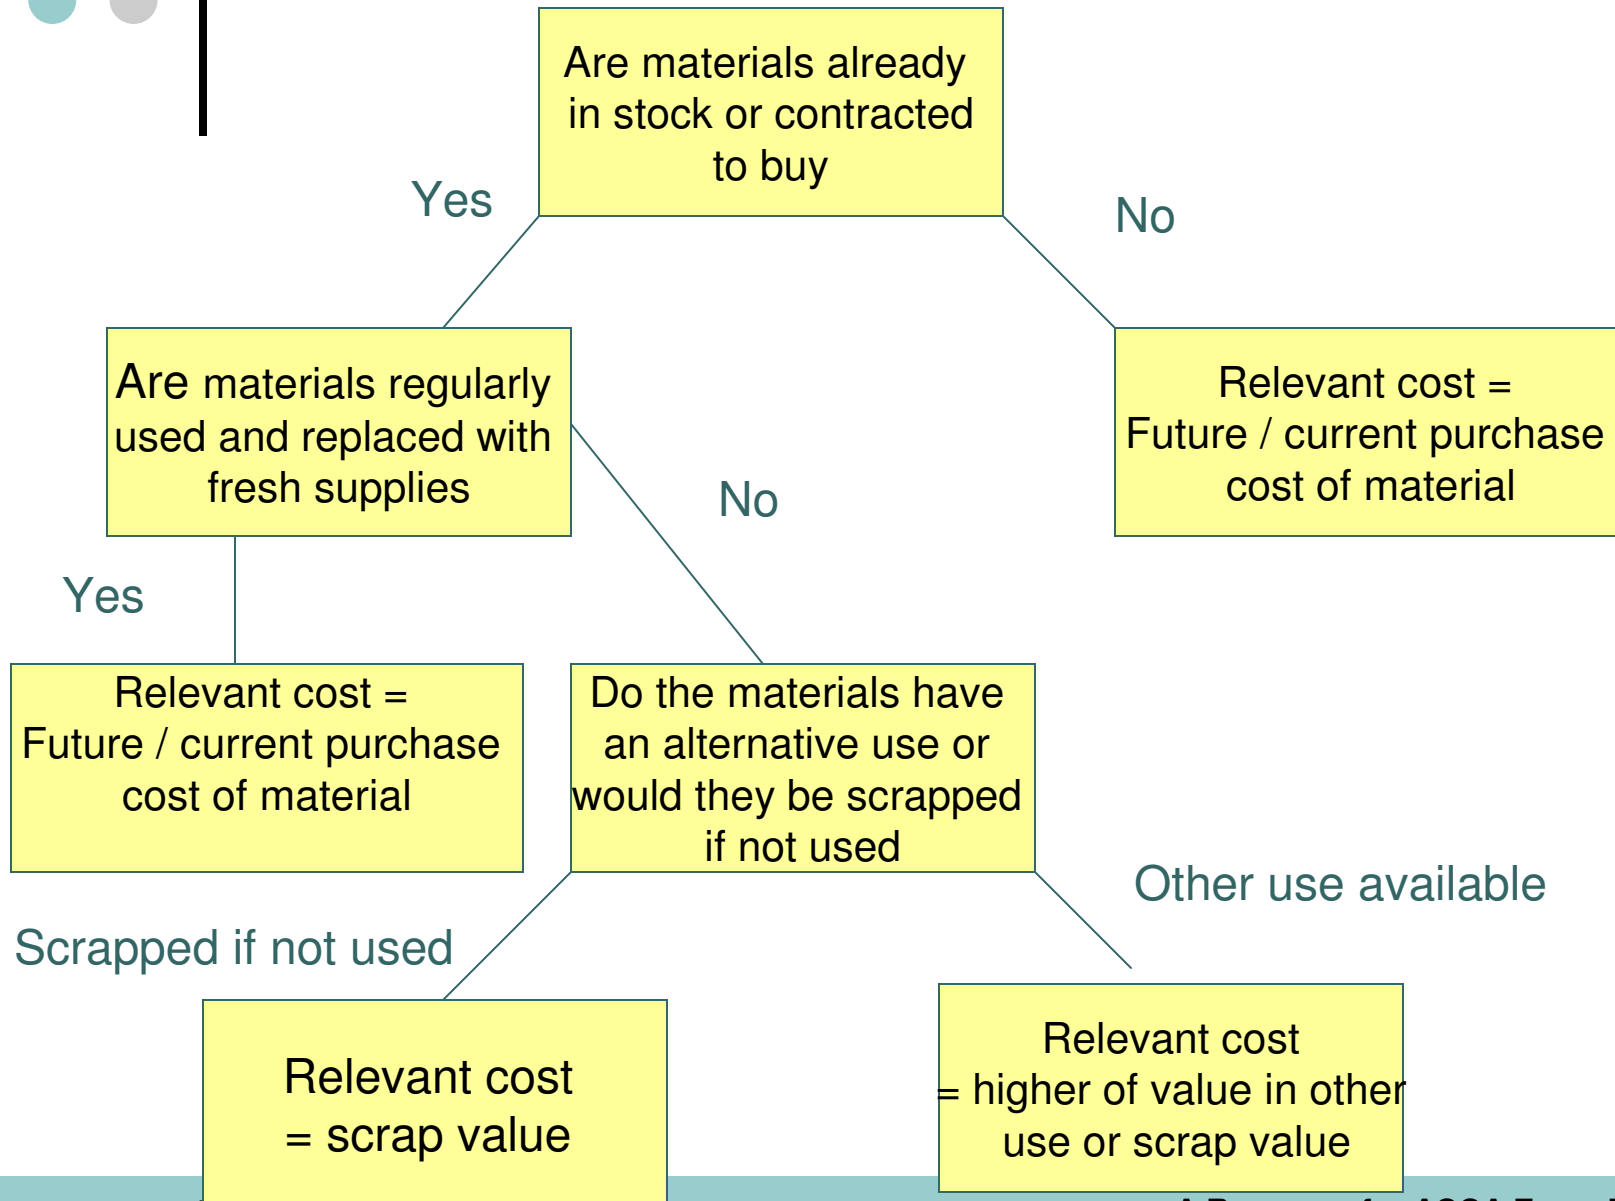 Are materials already
in stock or contracted
to buy
Yes
No
Are materials regularly
used and replaced with
fresh supplies
Relevant cost =
Future / current purchase
cost of material
No
Yes
Relevant cost =
Future / current purchase
cost of material
Do the materials have
an alternative use or
would they be scrapped
if not used
Other use available
Scrapped if not used
Relevant cost
= scrap value
Relevant cost
= higher of value in other
use or scrap value